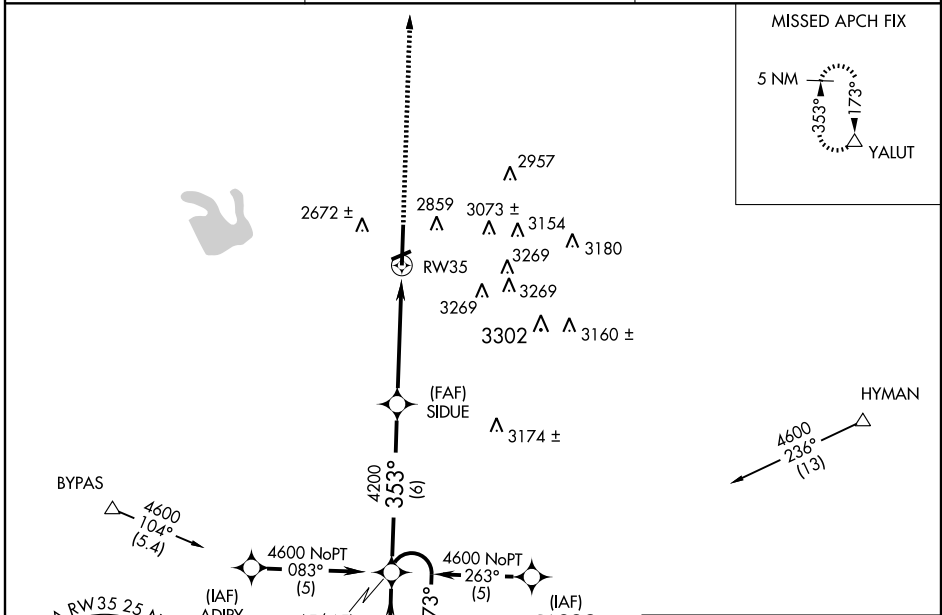 MISSED APCH FIX
5 NM
353°
173°
YALUT
2957
2672 ±
2859
3073 ±
3154
3180
3269
RW35
3269
3269
3302
3160 ±
(FAF)
SIDUE
3174 ±
HYMAN
4600
236°
(13)
4200
353°
(6)
BYPAS
4600
104°
(5.4)
4600 NoPT
083°
(5)
4600 NoPT
263°
(5)
(IAF)
(IAF)
RW35 25